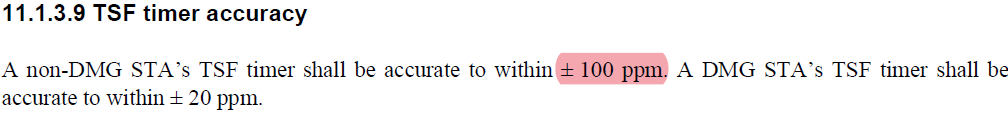 11.1.3.9 TSF timer accuracy
A non-DMG STA’s TSF timer shall be accurate to within ± 100 ppm. A DMG STA’s TSF timer shall be
accurate to within ± 20 ppm.